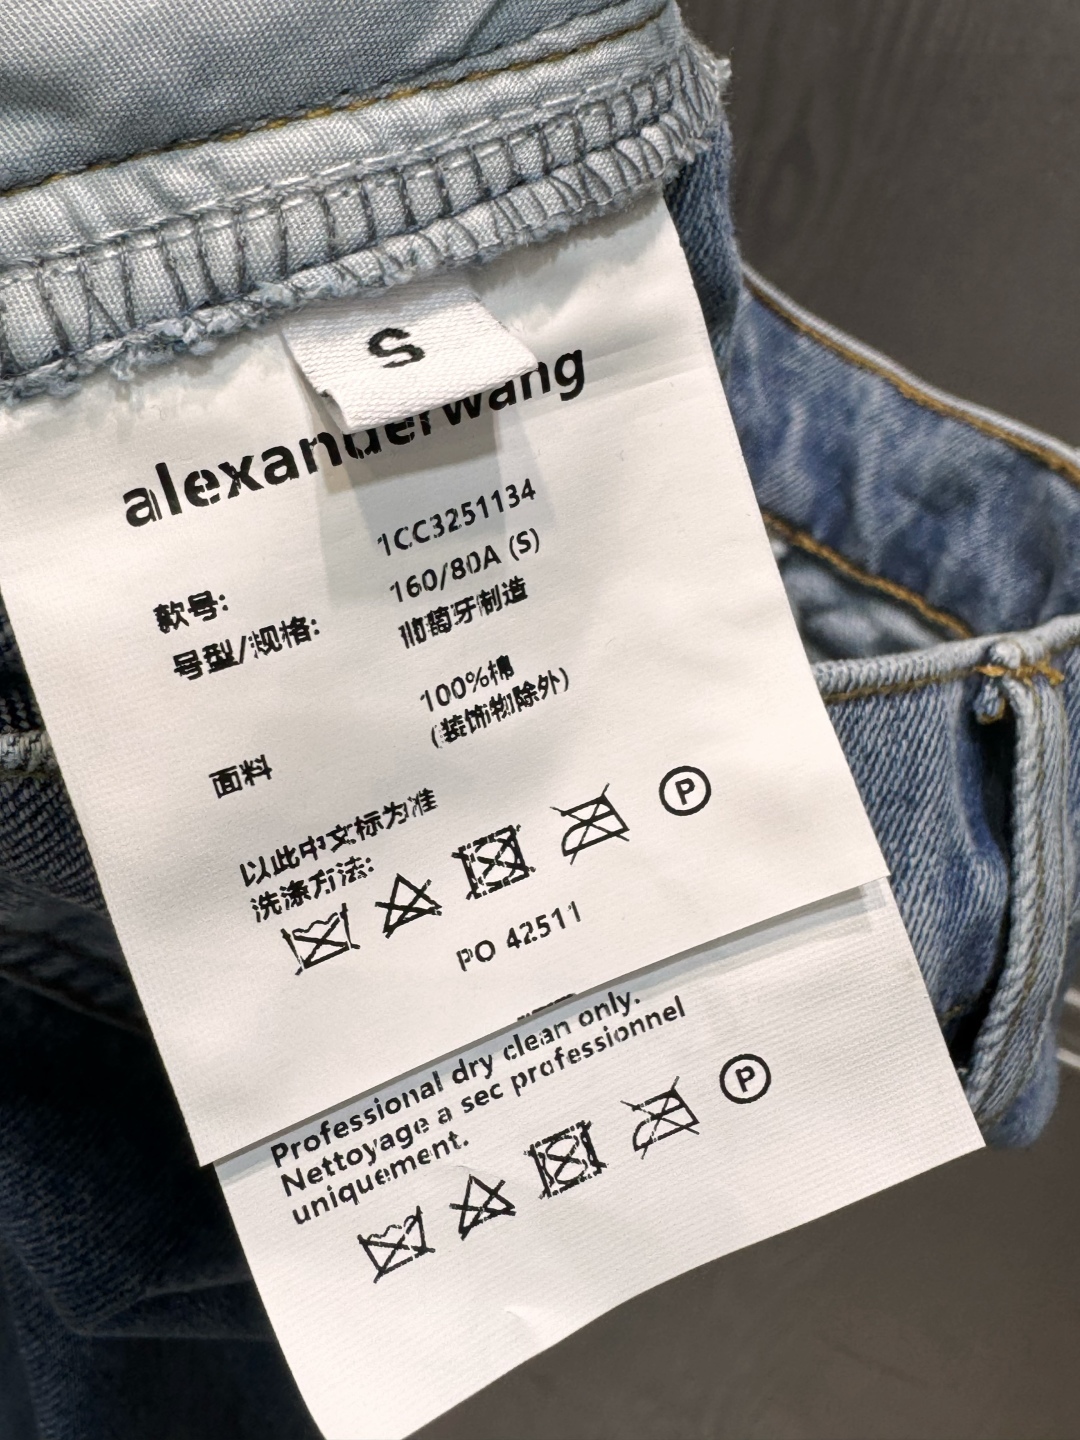 S
alexanderwang
款号: 1CC3251134
号型/规格: 160/80A (S)
葡萄牙制造
面料 100%棉
(装饰物除外)
以此中文标为准
洗涤方法:
P
PO 42511
Professional dry clean only.
Nettoyage a sec professionnel
uniquement.
P